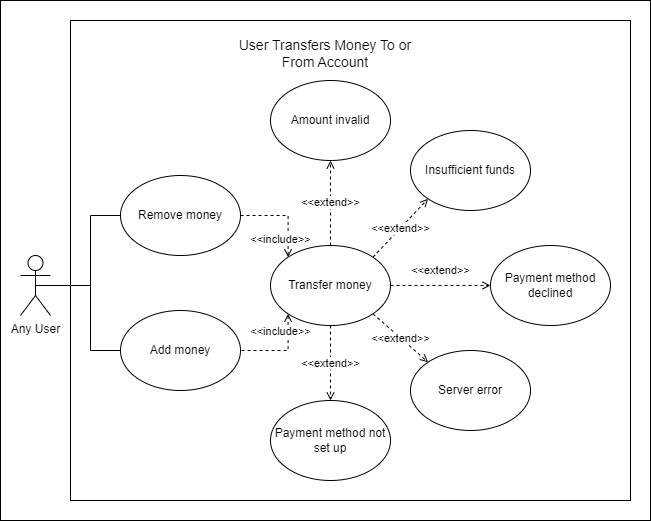 User Transfers Money To or
From Account
Amount invalid
Insufficient funds
<<extend>>
Remove money
<<extend>>
<<include>>
<<extend>>
Payment method
declined
Transfer money
Any User
<<include>>
<<extend>>
Add money
<<extend>>
Server error
Payment method not
set up